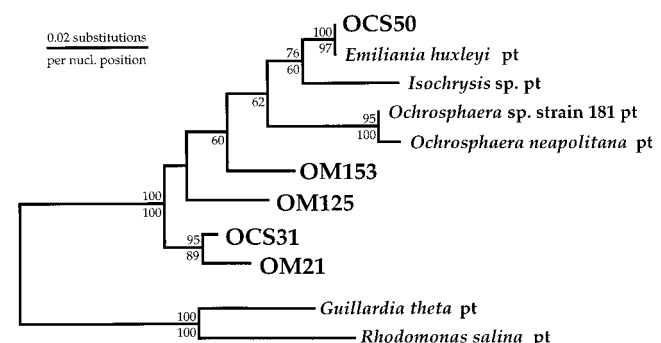 OCS50
0.02 substitutions
per nucl. position
100
97
Emiliania huxleyi pt
76
60
Isochrysis sp. pt
62
Ochrosphaera sp. strain 181 pt
95
100
Ochrosphaera neapolitana pt
60
OM153
100
100
OM125
95
89
OCS31
OM21
Guillardia theta pt
100
100
Rhodomonas salina pt